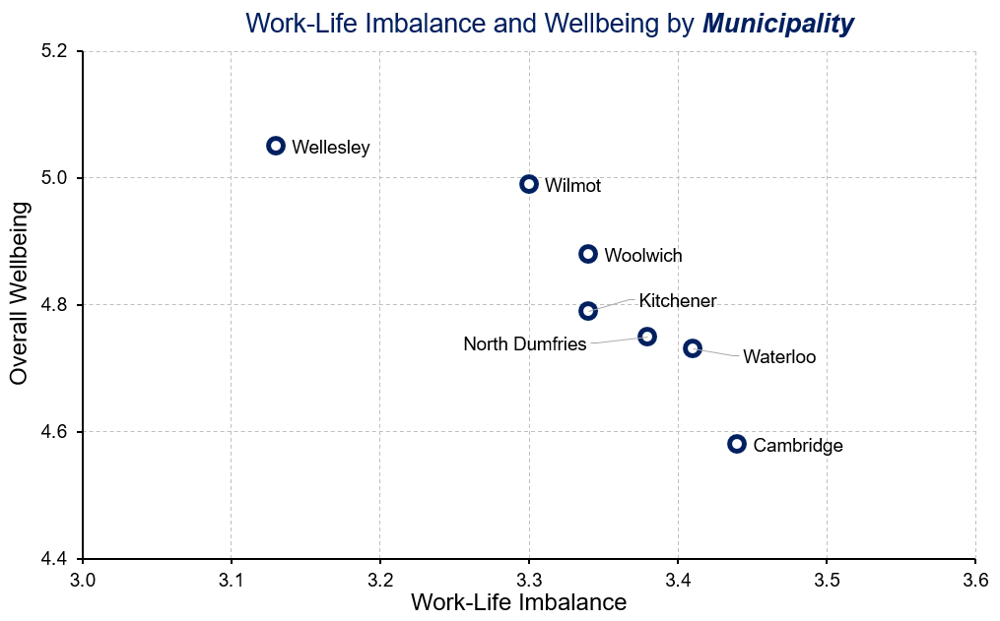 Work-Life Imbalance and Wellbeing by Municipality
5.2
5.0
4.8
4.6
4.4
Overall Wellbeing
Wellesley
Wilmot
Woolwich
Kitchener
North Dumfries
Waterloo
Cambridge
3.0 3.1 3.2 3.3 3.4 3.5 3.6
Work-Life Imbalance